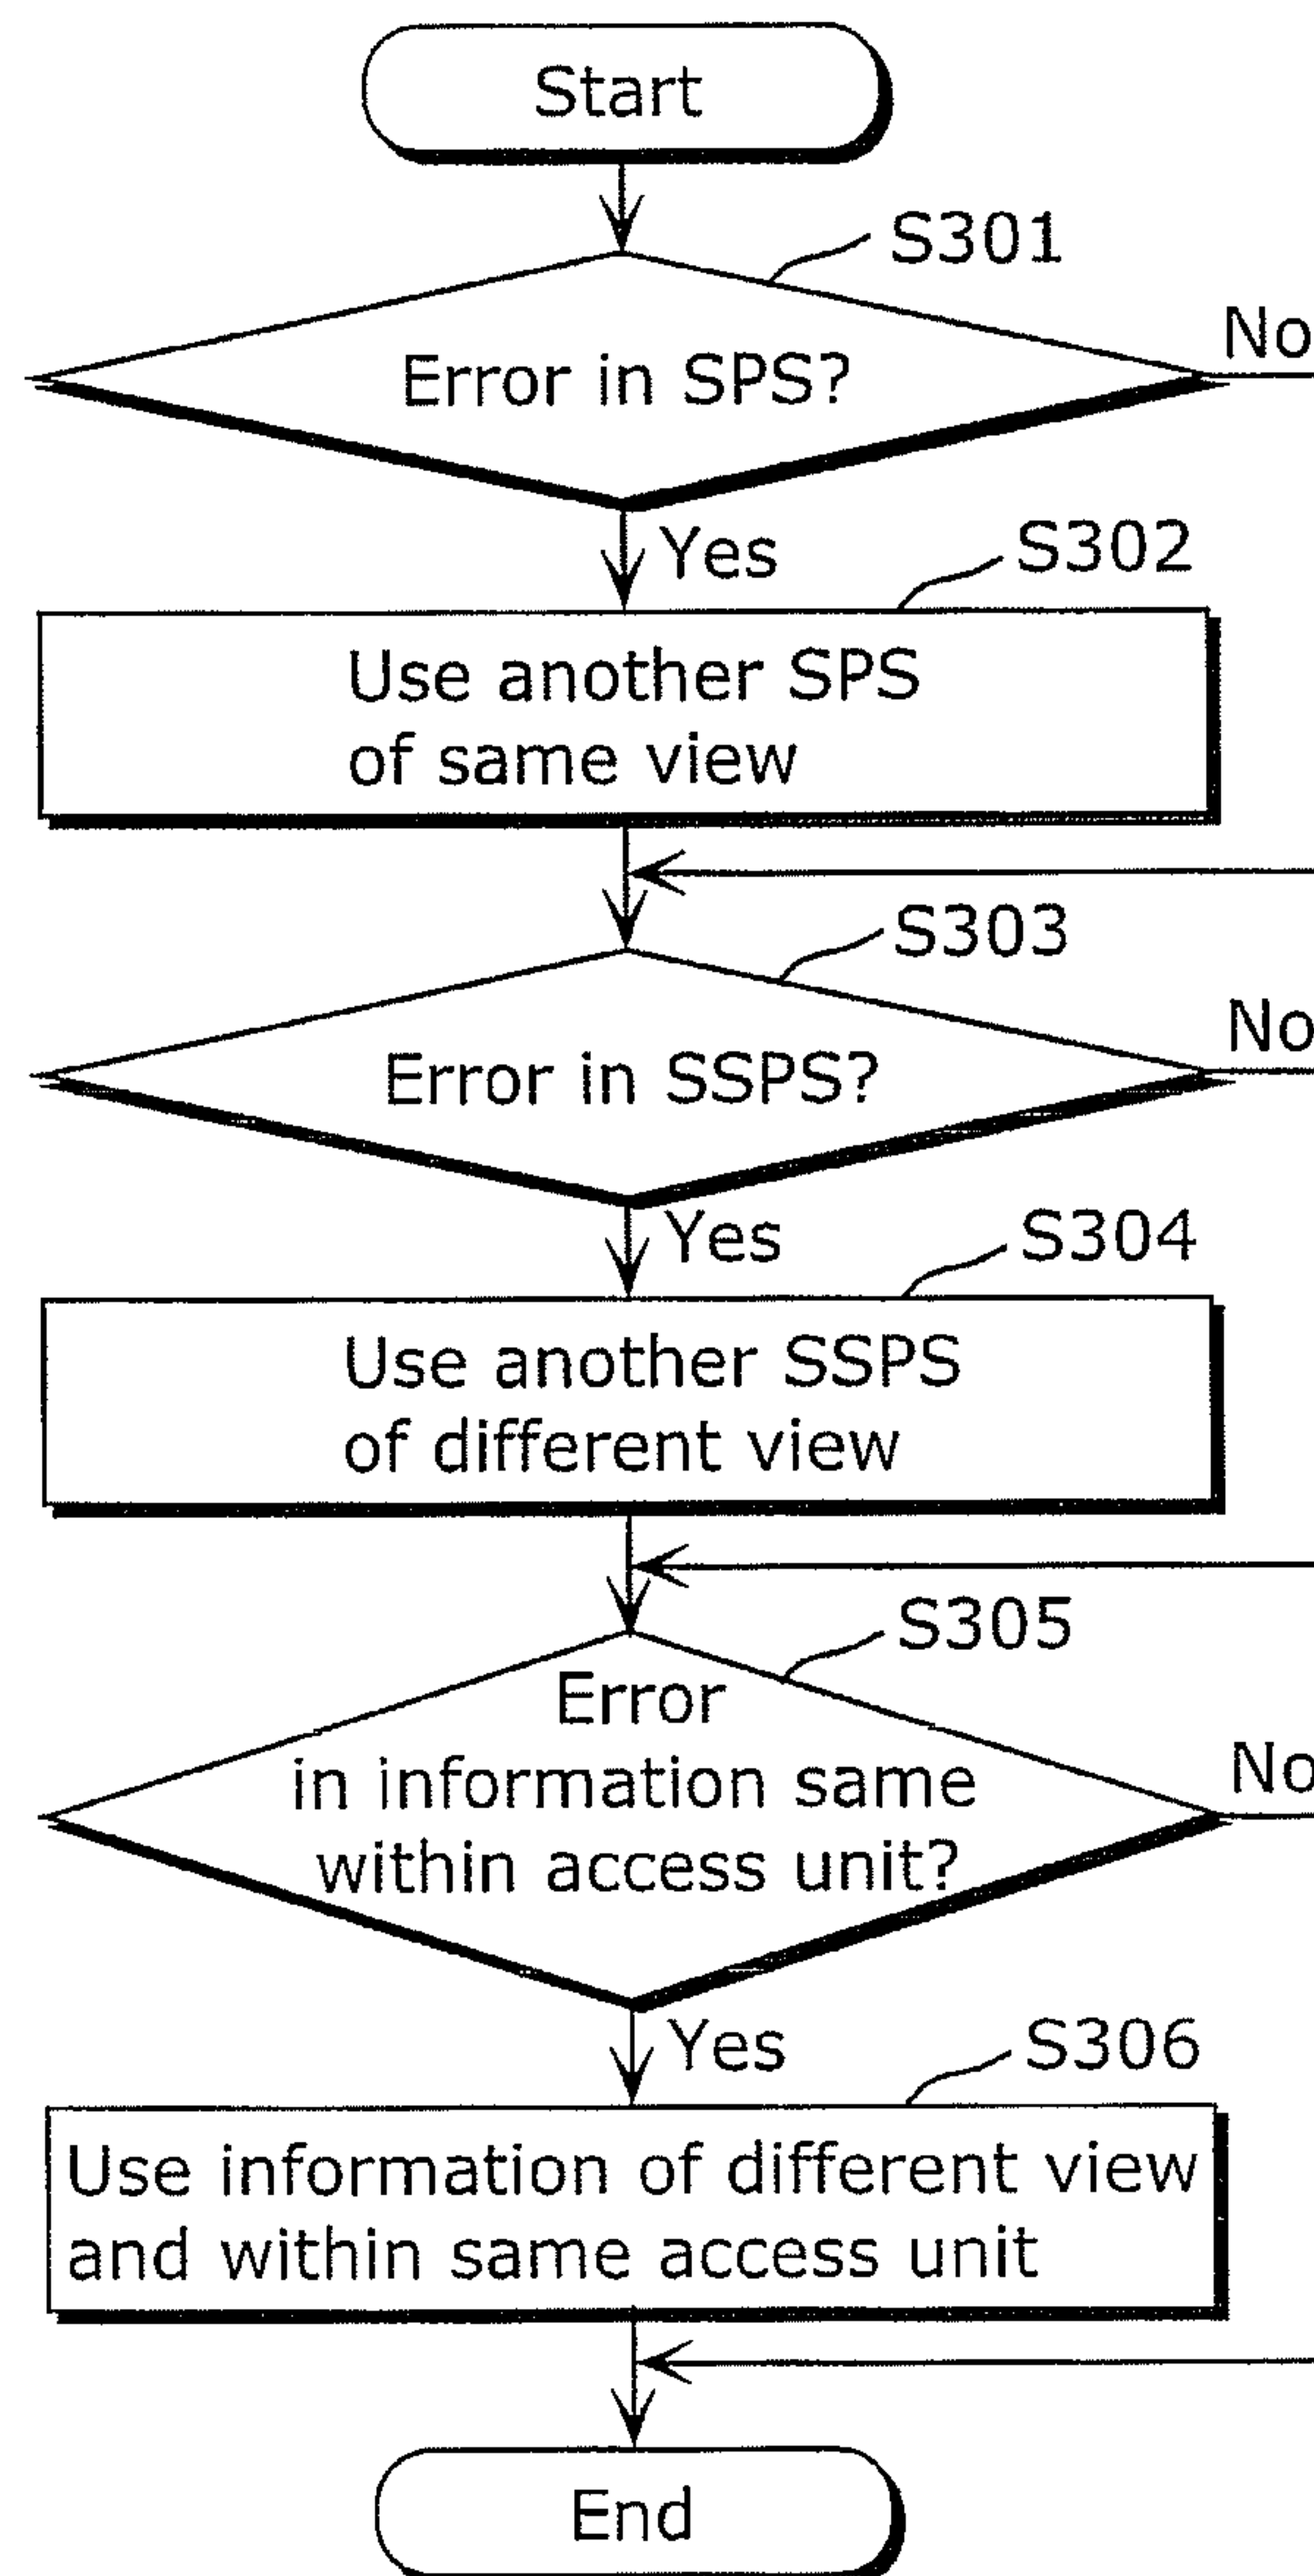 Start
S301
Error in SPS?
No
Yes
S302
Use another SPS
of same view
S303
Error in SSPS?
No
Yes
S304
Use another SSPS
of different view
S305
Error
in information same
within access unit?
No
Yes
S306
Use information of different view
and within same access unit
End